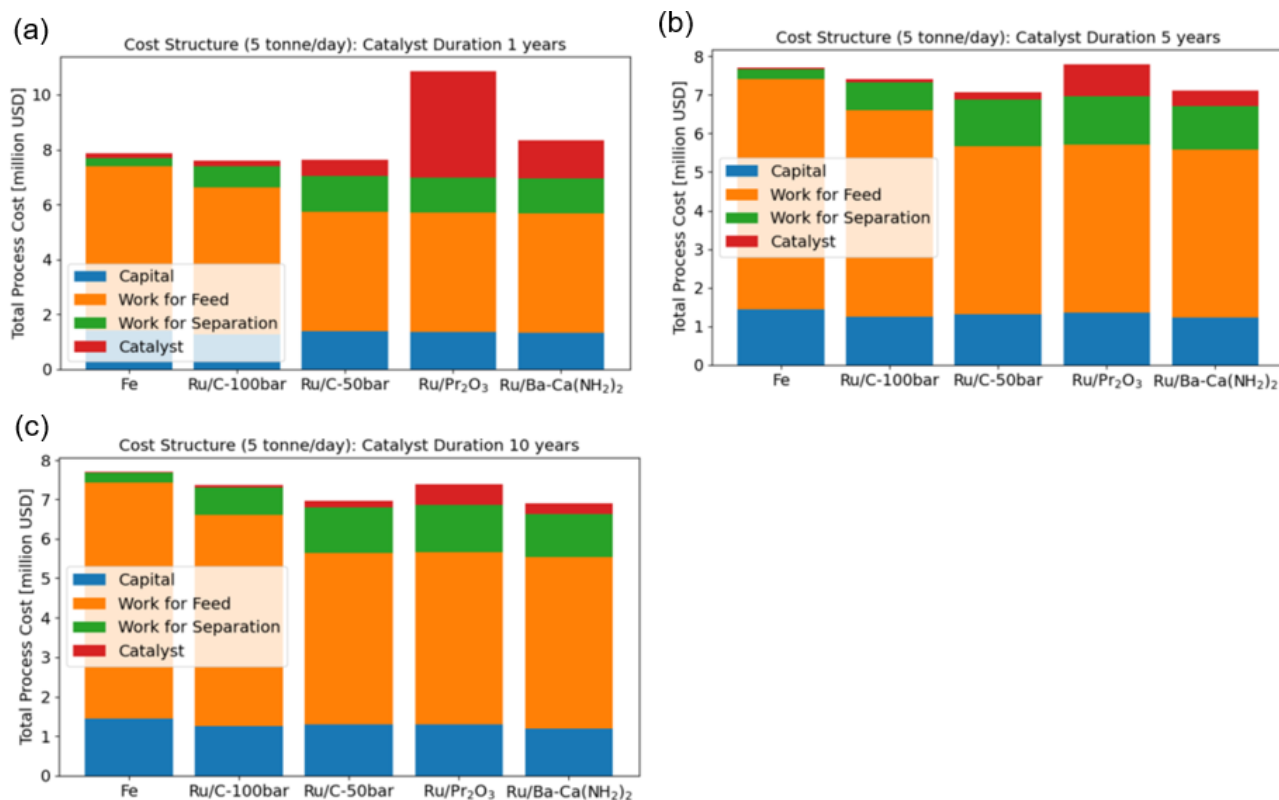 (a)
Cost Structure (5 tonne/day): Catalyst Duration 1 years
Total Process Cost [million USD]
10
8
6
4
2
0
Capital
Work for Feed
Work for Separation
Catalyst
Fe Ru/C-100bar Ru/C-50bar Ru/Pr₂O₃ Ru/Ba-Ca(NH₂)₂
(b)
Cost Structure (5 tonne/day): Catalyst Duration 5 years
Total Process Cost [million USD]
8
7
6
5
4
3
2
1
0
Capital
Work for Feed
Work for Separation
Catalyst
Fe Ru/C-100bar Ru/C-50bar Ru/Pr₂O₃ Ru/Ba-Ca(NH₂)₂
(c)
Cost Structure (5 tonne/day): Catalyst Duration 10 years
Total Process Cost [million USD]
8
7
6
5
4
3
2
1
0
Capital
Work for Feed
Work for Separation
Catalyst
Fe Ru/C-100bar Ru/C-50bar Ru/Pr₂O₃ Ru/Ba-Ca(NH₂)₂